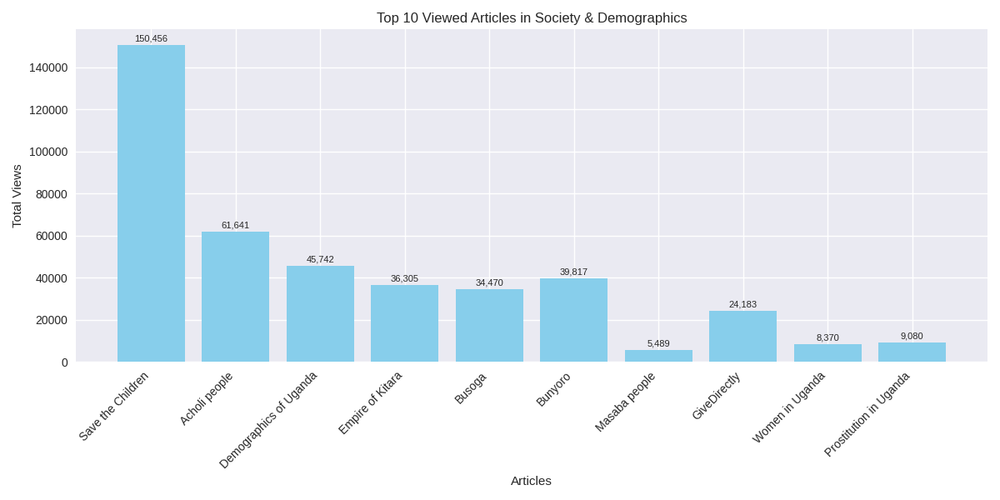 Top 10 Viewed Articles in Society & Demographics
150,456
61,641
45,742
36,305
34,470
39,817
5,489
24,183
8,370
9,080
140000
120000
100000
80000
60000
40000
20000
0
Total Views
Save the Children
Acholi people
Demographics of Uganda
Empire of Kitara
Busoga
Bunyoro
Masaba people
GiveDirectly
Women in Uganda
Prostitution in Uganda
Articles